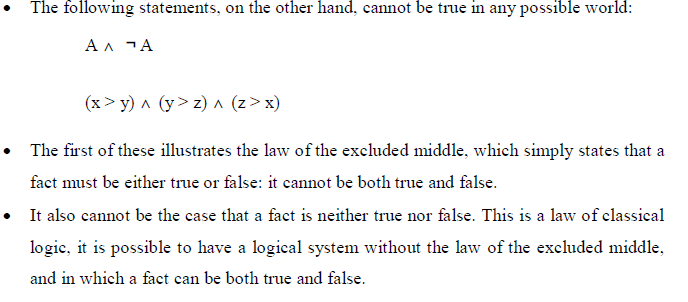 • The following statements, on the other hand, cannot be true in any possible world:
A ∧ ¬ A
(x > y) ∧ (y > z) ∧ (z > x)
• The first of these illustrates the law of the excluded middle, which simply states that a
fact must be either true or false: it cannot be both true and false.
• It also cannot be the case that a fact is neither true nor false. This is a law of classical
logic, it is possible to have a logical system without the law of the excluded middle,
and in which a fact can be both true and false.